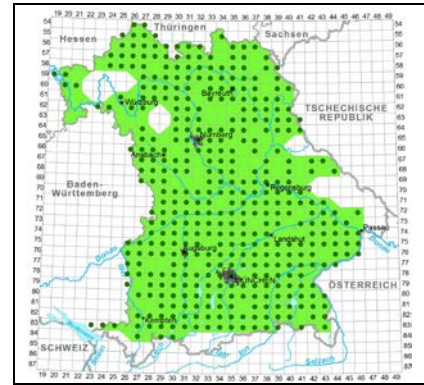 19 20 21 22 23 24 25 26 27 28 29 30 31 32 33 34 35 36 37 38 39 40 41 42 43 44 45 46 47 48 49
54
55
56
57
58
59
60
61
62
63
64
65
66
67
68
69
70
71
72
73
74
75
76
77
78
79
80
81
82
83
84
85
86
87
Hessen
Thüringen
Sachsen
Bayreuth
Würzburg
TSCHECHISCHE
REPUBLIK
Nürnberg
Ansbach
Baden-
Württemberg
Regensburg
Passau
Landshut
Donau
Donau
Augsburg
MÜNCHEN
ÖSTERREICH
Kempten
SCHWEIZ
Salzach
19 20 21 22 23 24 25 26 27 28 29 30 31 32 33 34 35 36 37 38 39 40 41 42 43 44 45 46 47 48 49